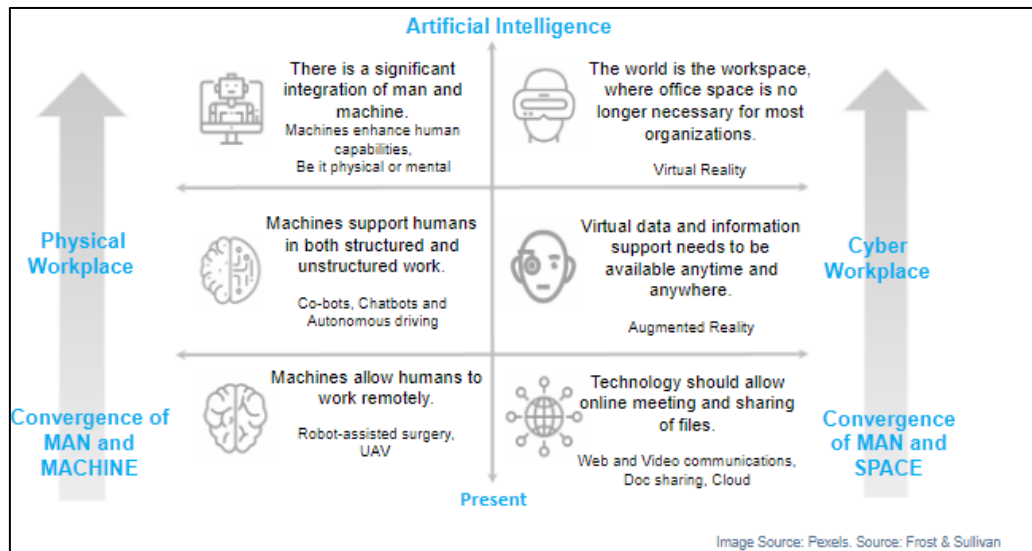 Artificial Intelligence
There is a significant
integration of man and
machine.
Machines enhance human
capabilities,
Be it physical or mental
The world is the workspace,
where office space is no
longer necessary for most
organizations.
Virtual Reality
Physical
Workplace
Machines support humans
in both structured and
unstructured work.
Co-bots, Chatbots and
Autonomous driving
Virtual data and information
support needs to be
available anytime and
anywhere.
Augmented Reality
Cyber
Workplace
Convergence of
MAN and
MACHINE
Machines allow humans to
work remotely.
Robot-assisted surgery,
UAV
Technology should allow
online meeting and sharing
of files.
Web and Video communications,
Doc sharing, Cloud
Convergence
of MAN and
SPACE
Present
Image Source: Pexels. Source: Frost & Sullivan